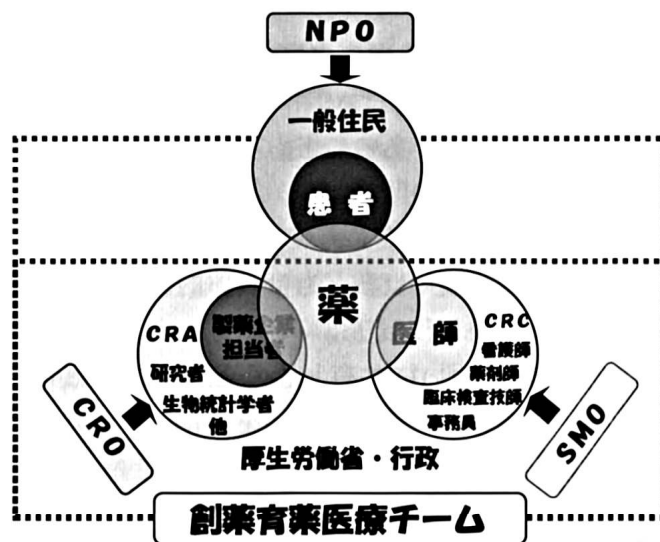 NPO
一般住民
患者
薬
CRA
製薬企業
担当者
研究者
生物統計学者
他
医師
CRC
看護師
薬剤師
臨床検査技師
事務員
CRO
SMO
厚生労働省・行政
創薬育薬医療チーム